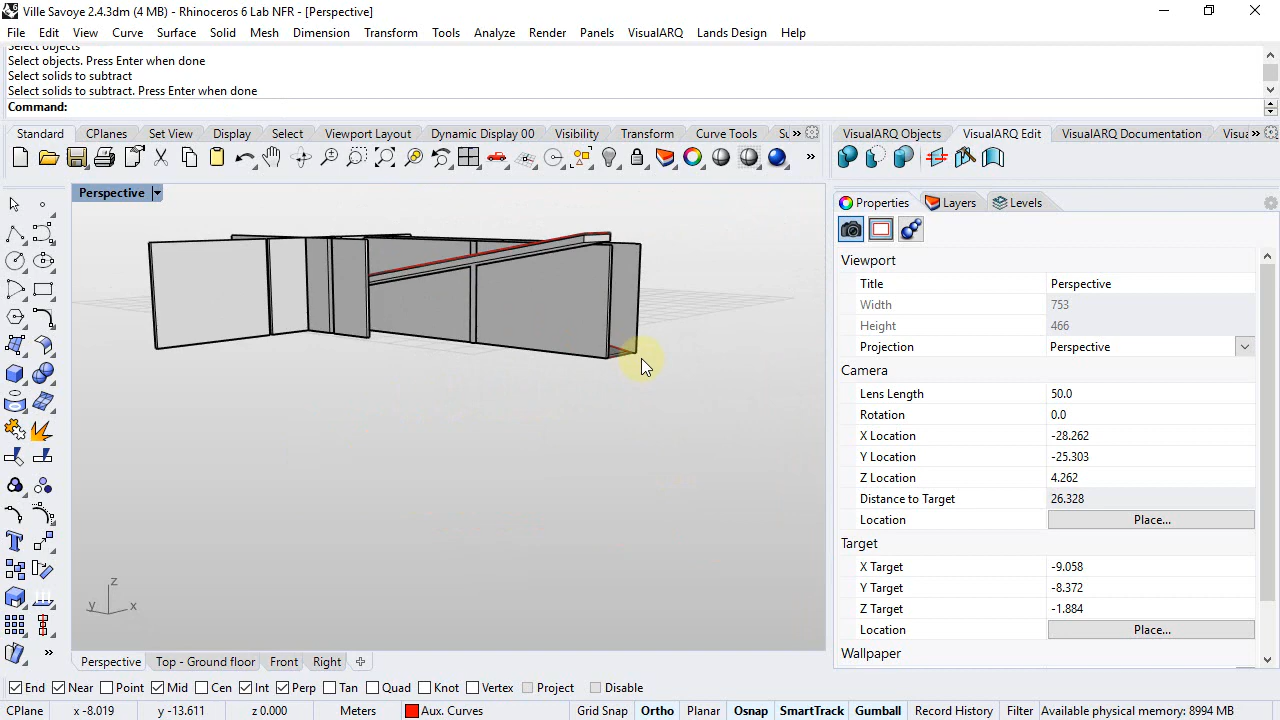 Ville Savoye 2.4.3dm (4 MB) - Rhinoceros 6 Lab NFR - [Perspective]
File Edit View Curve Surface Solid Mesh Dimension Transform Tools Analyze Render Panels VisualARQ Lands Design Help
Select objects
Select objects. Press Enter when done
Select solids to subtract
Select solids to subtract. Press Enter when done
Command:
Standard CPlanes Set View Display Select Viewport Layout Dynamic Display 00 Visibility Transform Curve Tools » VisualARQ Objects VisualARQ Edit VisualARQ Documentation »
Perspective
Properties Layers Levels
Viewport
Title Perspective
Width 753
Height 466
Projection Perspective
Camera
Lens Length 50.0
Rotation 0.0
X Location -28.262
Y Location -25.303
Z Location 4.262
Distance to Target 26.328
Location Place...
Target
X Target -9.058
Y Target -8.372
Z Target -1.884
Location Place...
Wallpaper
z
y x
Perspective Top - Ground floor Front Right
End Near Point Mid Cen Int Perp Tan Quad Knot Vertex Project Disable
CPlane x -8.019 y -13.611 z 0.000 Meters Aux. Curves Grid Snap Ortho Planar Osnap SmartTrack Gumball Record History Filter Available physical memory: 8994 MB